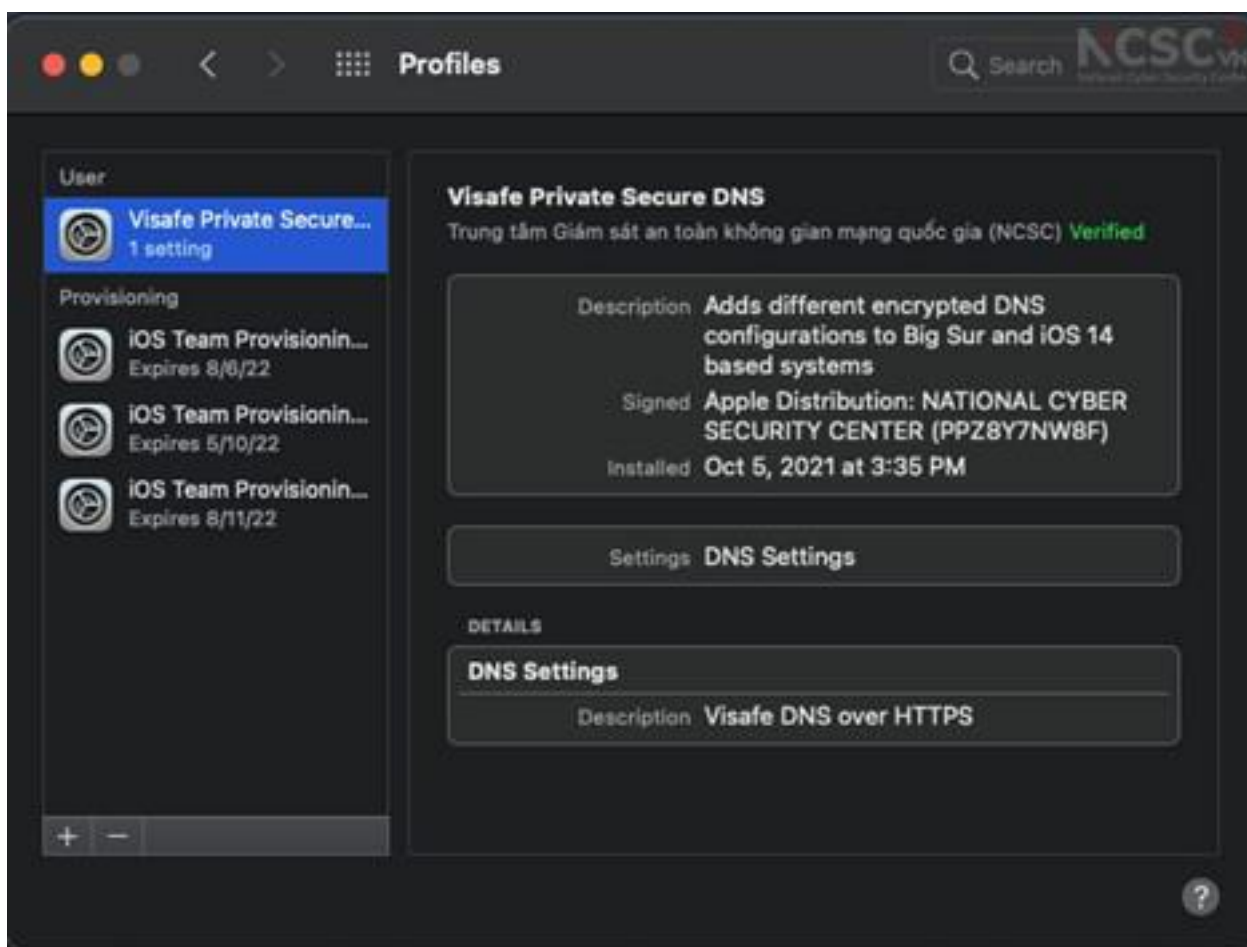 Profiles
Search
NCSC.VN
User
Visafe Private Secure...
1 setting
Provisioning
iOS Team Provisionin...
Expires 8/6/22
iOS Team Provisionin...
Expires 5/10/22
iOS Team Provisionin...
Expires 8/11/22
Visafe Private Secure DNS
Trung tâm Giám sát an toàn không gian mạng quốc gia (NCSC) Verified
Description Adds different encrypted DNS
configurations to Big Sur and iOS 14
based systems
Signed Apple Distribution: NATIONAL CYBER
SECURITY CENTER (PPZ8Y7NW8F)
Installed Oct 5, 2021 at 3:35 PM
Settings DNS Settings
DETAILS
DNS Settings
Description Visafe DNS over HTTPS
+ −
?